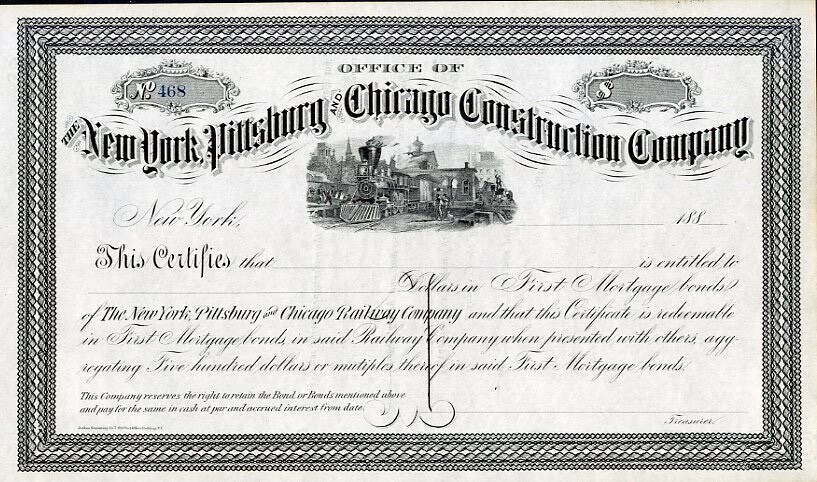 OFFICE OF
No 468
$
THE New York, Pittsburg AND Chicago Construction Company
New York, 188
This Certifies that is entitled to
Dollars in First Mortgage bonds
of The New York, Pittsburg and Chicago Railway Company and that this Certificate is redeemable
in First Mortgage bonds, in said Railway Company when presented with others, agg-
regating Five hundred dollars or mutiples therof in said First Mortgage bonds.
This Company reserves the right to retain the Bond or Bonds mentioned above
and pay for the same in cash at par and accrued interest from date.
Treasurer.